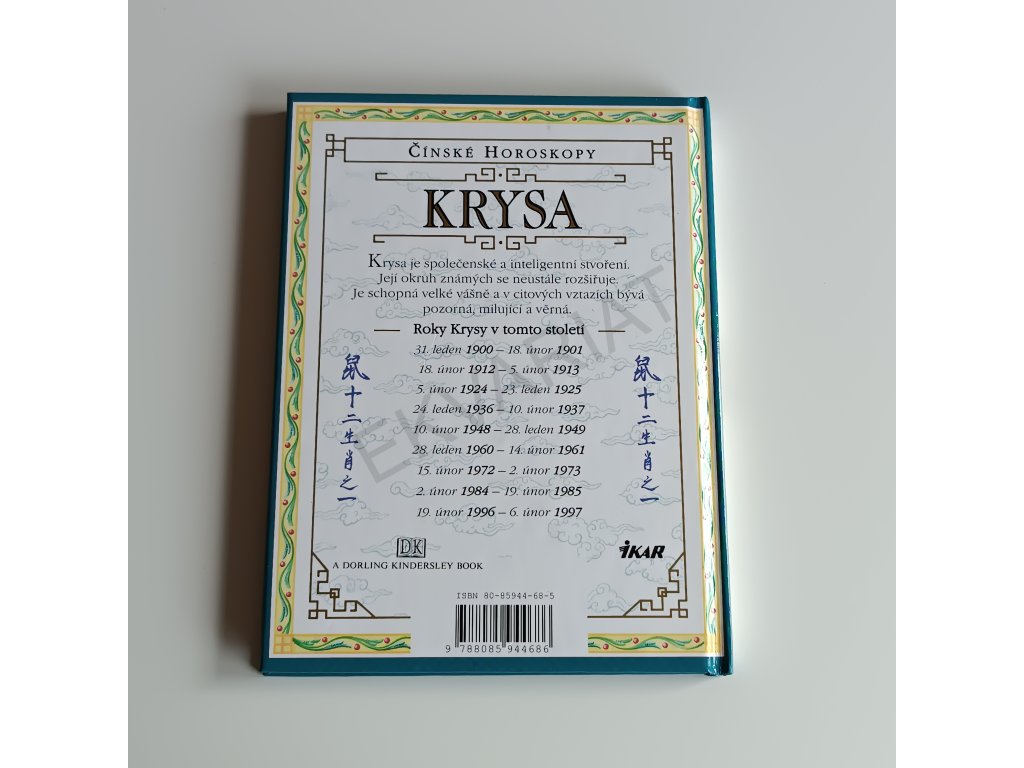 ČÍNSKÉ HOROSKOPY
KRYSA
Krysa je společenské a inteligentní stvoření.
Její okruh známých se neustále rozšiřuje.
Je schopná velké vášně a v citových vztazích bývá
pozorná, milující a věrná.
Roky Krysy v tomto století
31. leden 1900 – 18. únor 1901
18. únor 1912 – 5. únor 1913
5. únor 1924 – 23. leden 1925
24. leden 1936 – 10. únor 1937
10. únor 1948 – 28. leden 1949
28. leden 1960 – 14. únor 1961
15. únor 1972 – 2. únor 1973
2. únor 1984 – 19. únor 1985
19. únor 1996 – 6. únor 1997
鼠十二生肖之一
鼠十二生肖之一
EKVARIAT
DK
A DORLING KINDERSLEY BOOK
IKAR
ISBN 80-85944-68-5
9 788085 944686